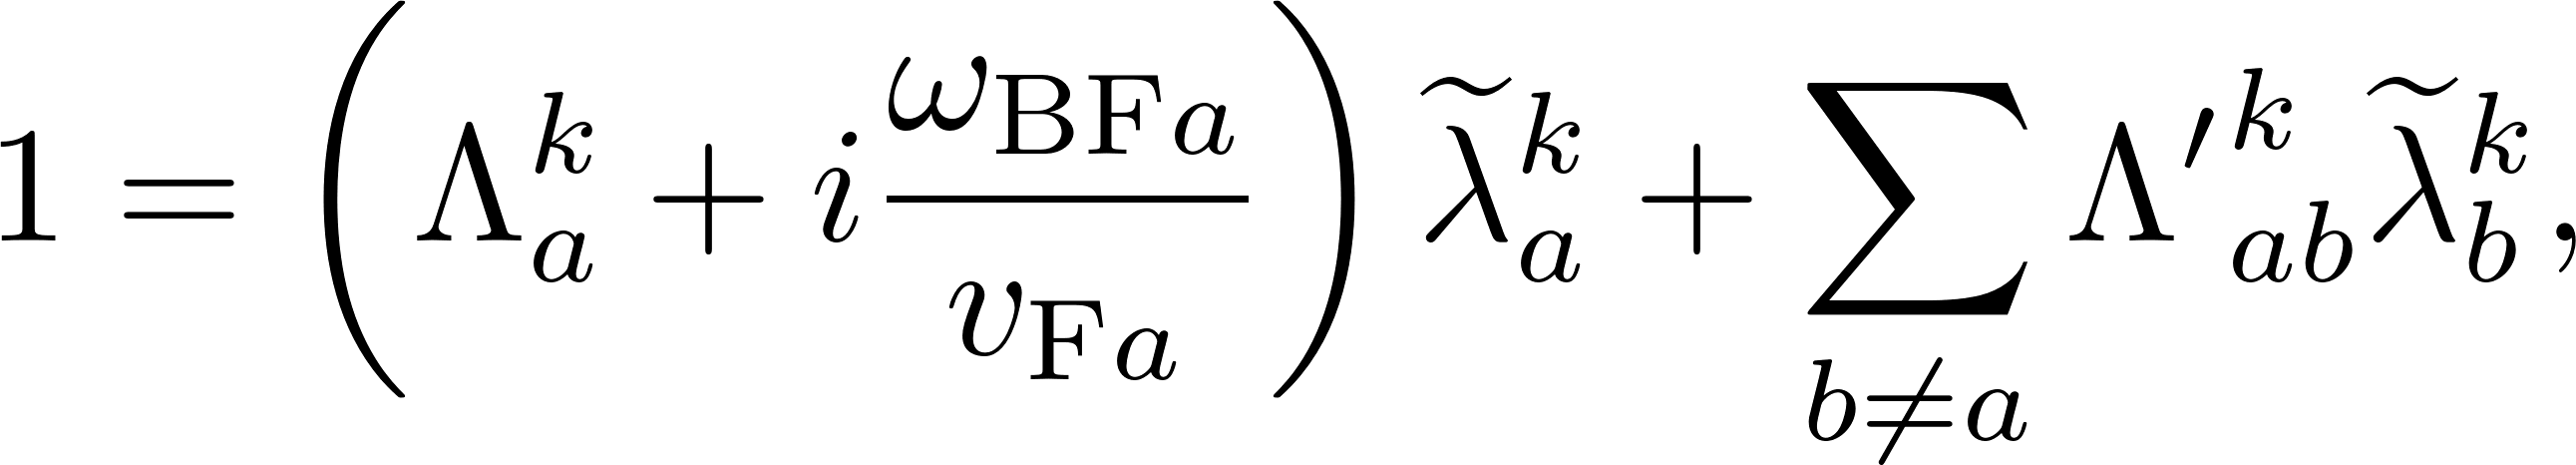 $1 = \left( \Lambda_a^k + i \frac{\omega_{\mathrm{BF}a}}{v_{\mathrm{F}a}} \right) \widetilde{\lambda}_a^k + \sum_{b \neq a} {\Lambda'}_{ab}^k \widetilde{\lambda}_b^k,$